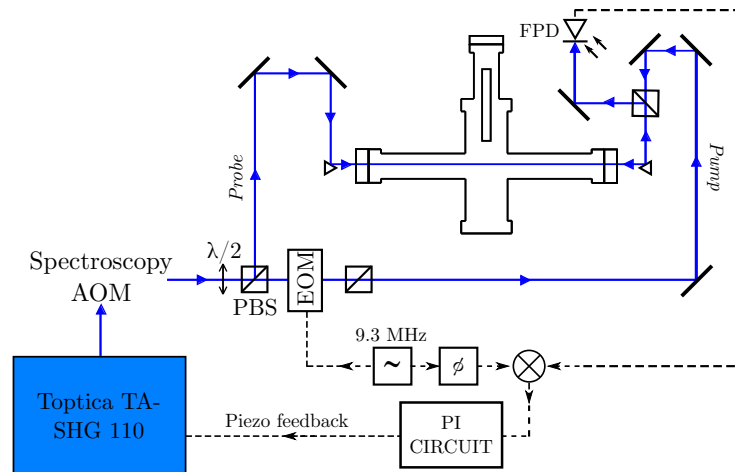 FPD
Probe
Pump
λ/2
Spectroscopy
AOM
PBS
EOM
9.3 MHz
~
ϕ
Toptica TA-
SHG 110
Piezo feedback
PI
CIRCUIT